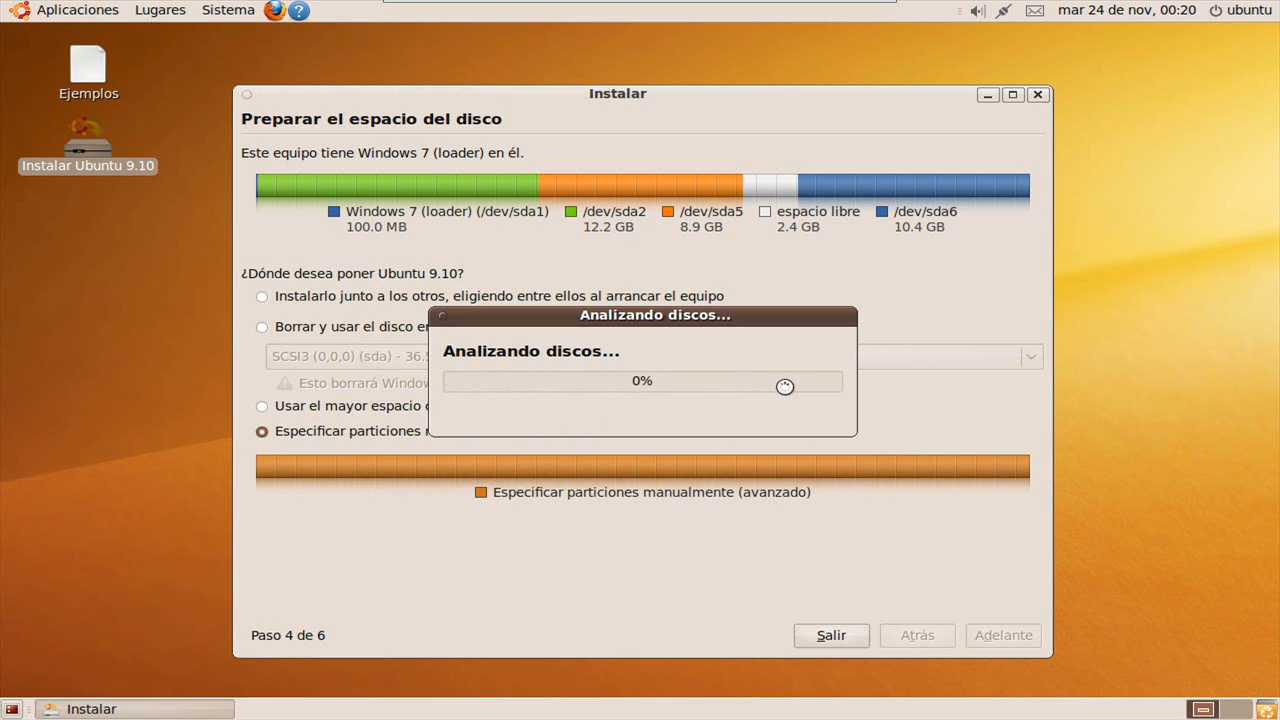 Aplicaciones Lugares Sistema ? mar 24 de nov, 00:20 ubuntu
Ejemplos
Instalar Ubuntu 9.10
Instalar
Preparar el espacio del disco
Este equipo tiene Windows 7 (loader) en él.
Windows 7 (loader) (/dev/sda1) /dev/sda2 /dev/sda5 espacio libre /dev/sda6
100.0 MB 12.2 GB 8.9 GB 2.4 GB 10.4 GB
¿Dónde desea poner Ubuntu 9.10?
Instalarlo junto a los otros, eligiendo entre ellos al arrancar el equipo
Borrar y usar el disco
SCSI3 (0,0,0) (sda) - 36.
Esto borrará
Usar el mayor espacio
Especificar particiones
Analizando discos...
Analizando discos...
0%
Especificar particiones manualmente (avanzado)
Paso 4 de 6
Salir Atrás Adelante
Instalar